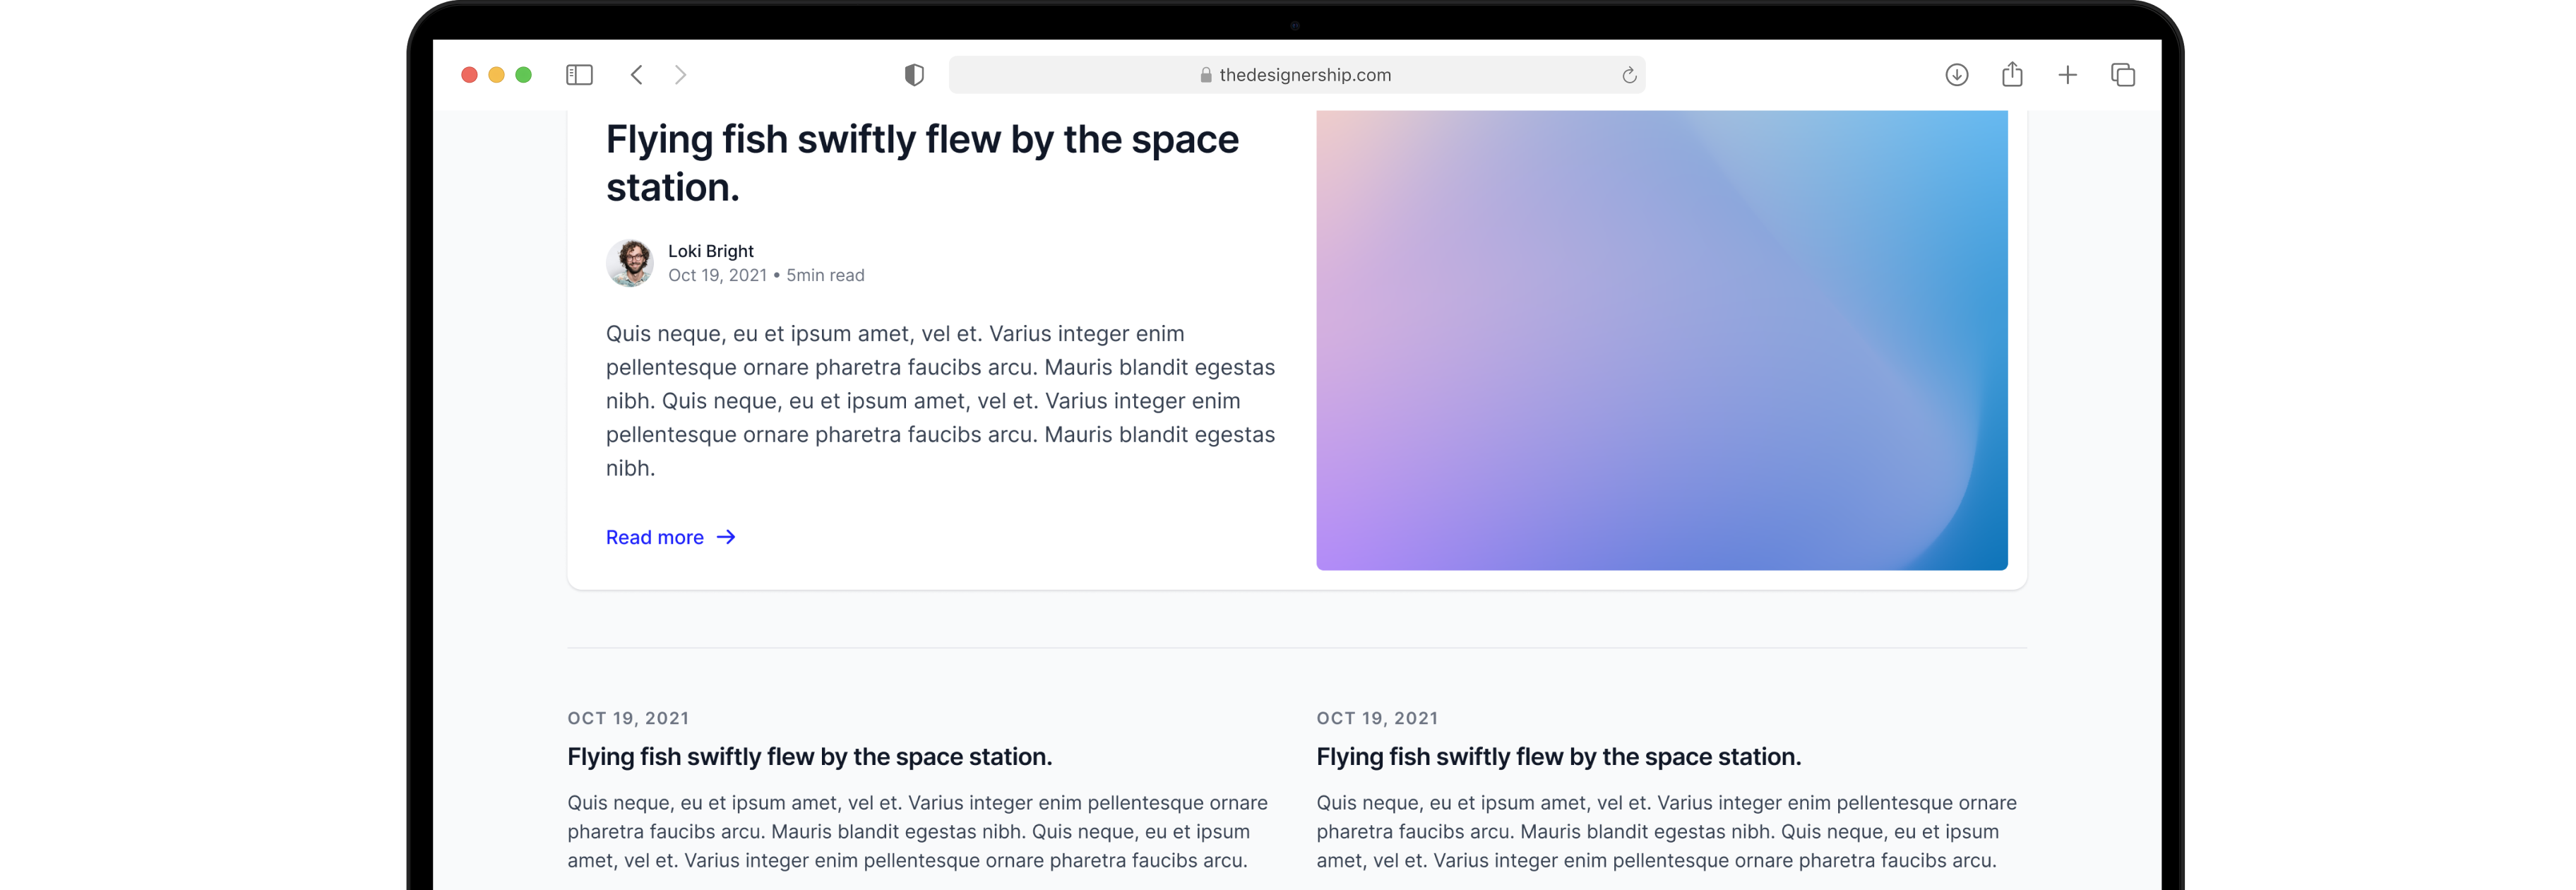 thedesignership.com
Flying fish swiftly flew by the space
station.
Loki Bright
Oct 19, 2021 • 5min read
Quis neque, eu et ipsum amet, vel et. Varius integer enim
pellentesque ornare pharetra faucibs arcu. Mauris blandit egestas
nibh. Quis neque, eu et ipsum amet, vel et. Varius integer enim
pellentesque ornare pharetra faucibs arcu. Mauris blandit egestas
nibh.
Read more →
OCT 19, 2021
Flying fish swiftly flew by the space station.
Quis neque, eu et ipsum amet, vel et. Varius integer enim pellentesque ornare
pharetra faucibs arcu. Mauris blandit egestas nibh. Quis neque, eu et ipsum
amet, vel et. Varius integer enim pellentesque ornare pharetra faucibs arcu.
OCT 19, 2021
Flying fish swiftly flew by the space station.
Quis neque, eu et ipsum amet, vel et. Varius integer enim pellentesque ornare
pharetra faucibs arcu. Mauris blandit egestas nibh. Quis neque, eu et ipsum
amet, vel et. Varius integer enim pellentesque ornare pharetra faucibs arcu.